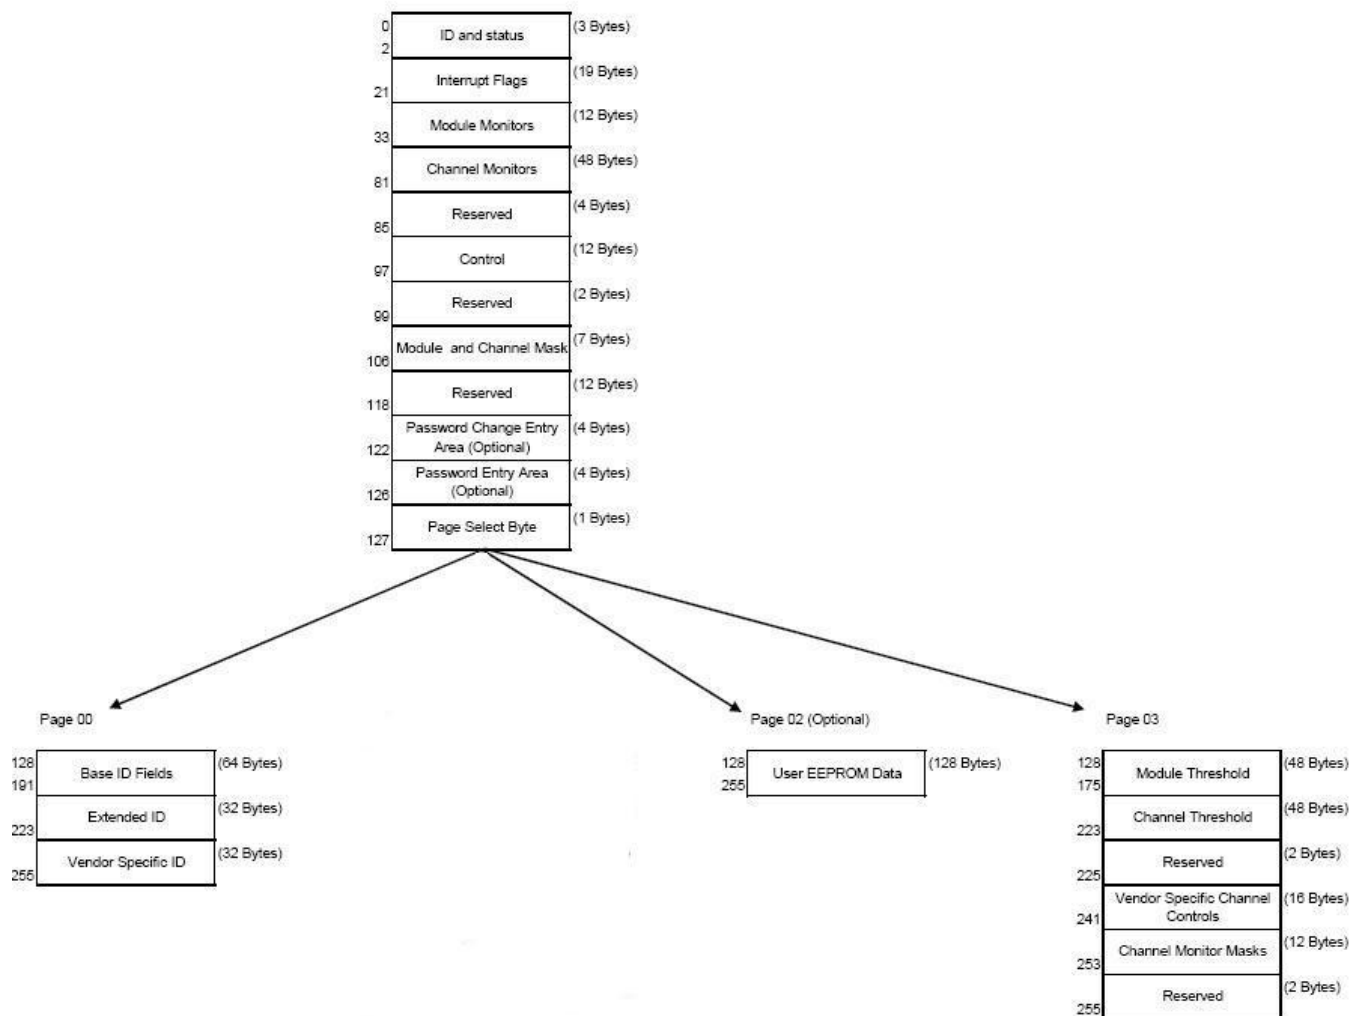 0 ID and status (3 Bytes)
2
Interrupt Flags (19 Bytes)
21
Module Monitors (12 Bytes)
33
Channel Monitors (48 Bytes)
81
Reserved (4 Bytes)
85
Control (12 Bytes)
97
Reserved (2 Bytes)
99
Module and Channel Mask (7 Bytes)
106
Reserved (12 Bytes)
118
Password Change Entry (4 Bytes)
Area (Optional)
122
Password Entry Area (4 Bytes)
(Optional)
126
Page Select Byte (1 Bytes)
127
Page 00
128 Base ID Fields (64 Bytes)
191
Extended ID (32 Bytes)
223
Vendor Specific ID (32 Bytes)
255
Page 02 (Optional)
128 User EEPROM Data (128 Bytes)
255
Page 03
128 Module Threshold (48 Bytes)
175
Channel Threshold (48 Bytes)
223
Reserved (2 Bytes)
225
Vendor Specific Channel (16 Bytes)
Controls
241
Channel Monitor Masks (12 Bytes)
253
Reserved (2 Bytes)
255